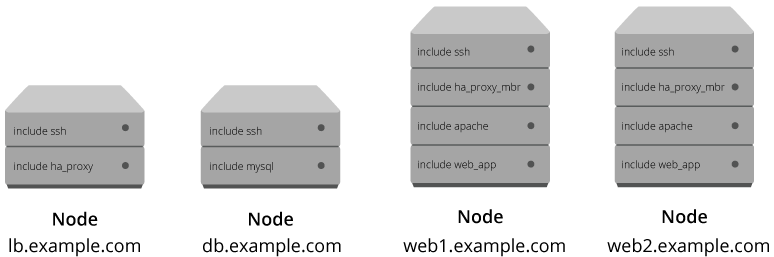 include ssh
include ha_proxy
Node
lb.example.com
include ssh
include mysql
Node
db.example.com
include ssh
include ha_proxy_mbr
include apache
include web_app
Node
web1.example.com
include ssh
include ha_proxy_mbr
include apache
include web_app
Node
web2.example.com